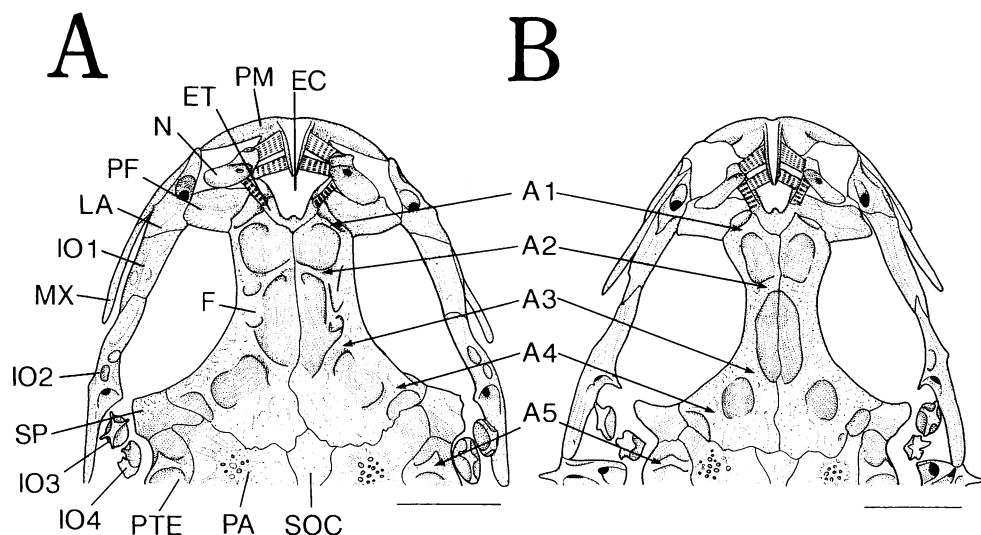 A
B
PM
EC
ET
N
PF
LA
IO1
MX
F
IO2
SP
IO3
IO4
PTE
PA
SOC
A1
A2
A3
A4
A5